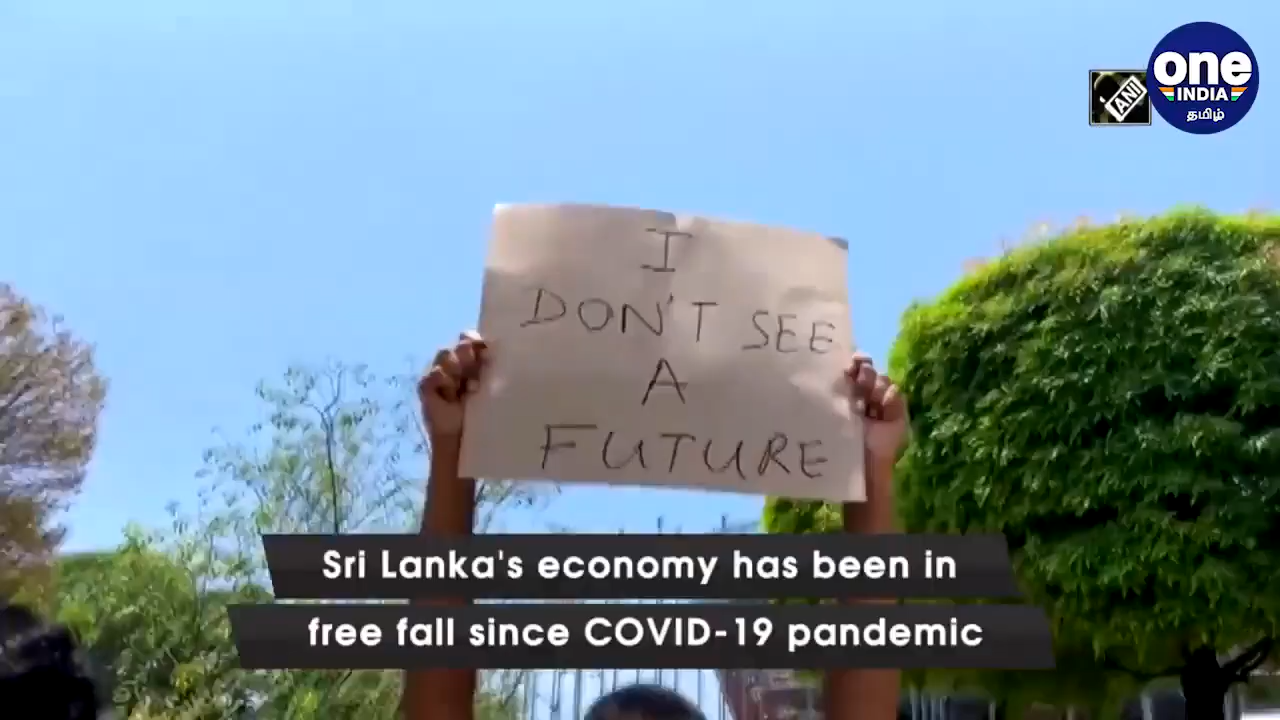 one
INDIA
தமிழ்
ANI
I
DON'T SEE
A
FUTURE
Sri Lanka's economy has been in
free fall since COVID-19 pandemic